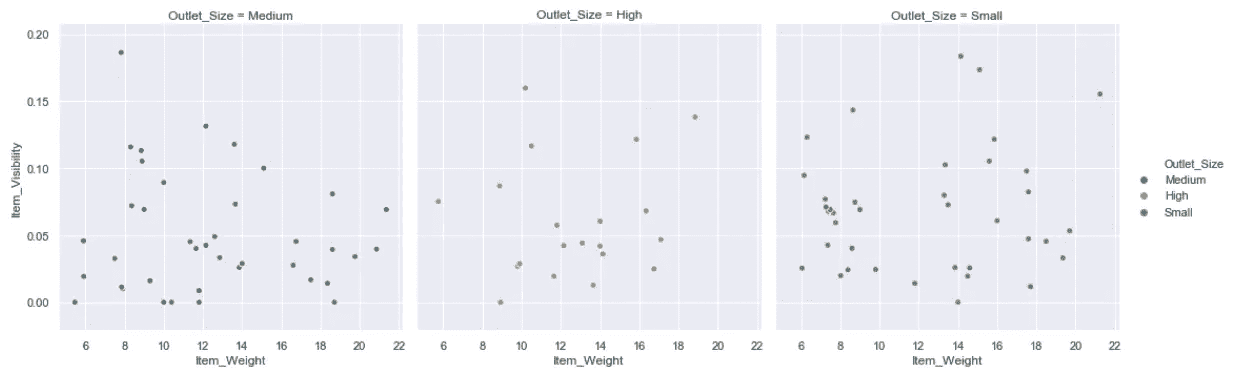 Outlet_Size = Medium
Outlet_Size = High
Outlet_Size = Small
0.20
0.15
0.10
0.05
0.00
Item_Visibility
6 8 10 12 14 16 18 20 22
6 8 10 12 14 16 18 20 22
6 8 10 12 14 16 18 20 22
Item_Weight
Item_Weight
Item_Weight
Outlet_Size
Medium
High
Small